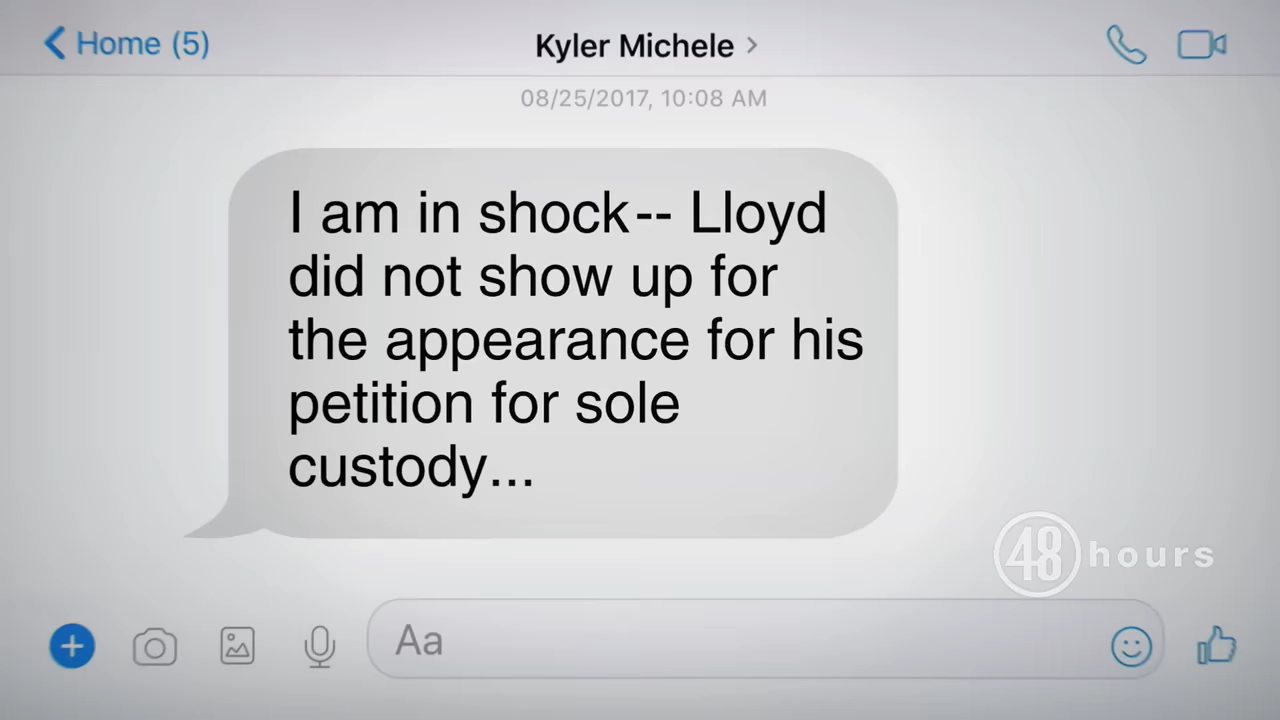 Home (5)
Kyler Michele
08/25/2017, 10:08 AM
I am in shock-- Lloyd
did not show up for
the appearance for his
petition for sole
custody...
48 hours
Aa